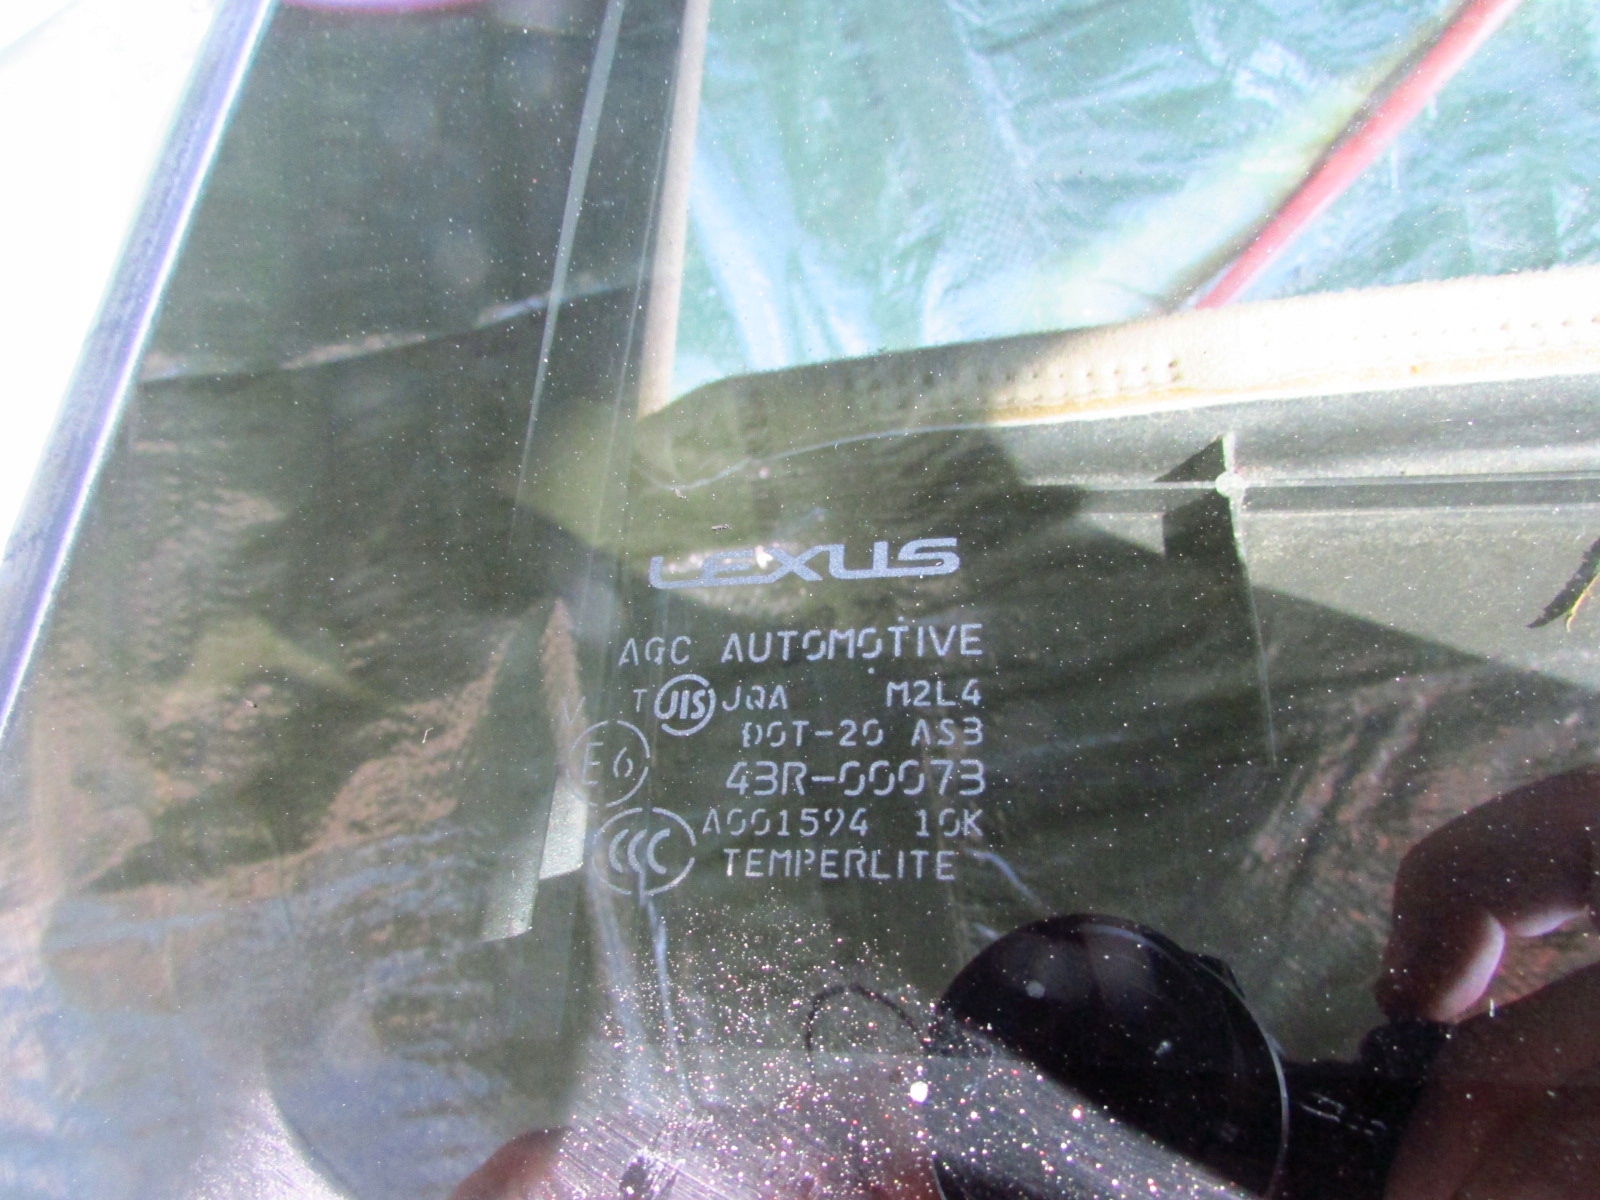 LEXUS
AGC AUTOMOTIVE
T JIS JQA M2L4
DOT-20 AS3
E6 43R-00073
CCC A001594 10K
TEMPERLITE